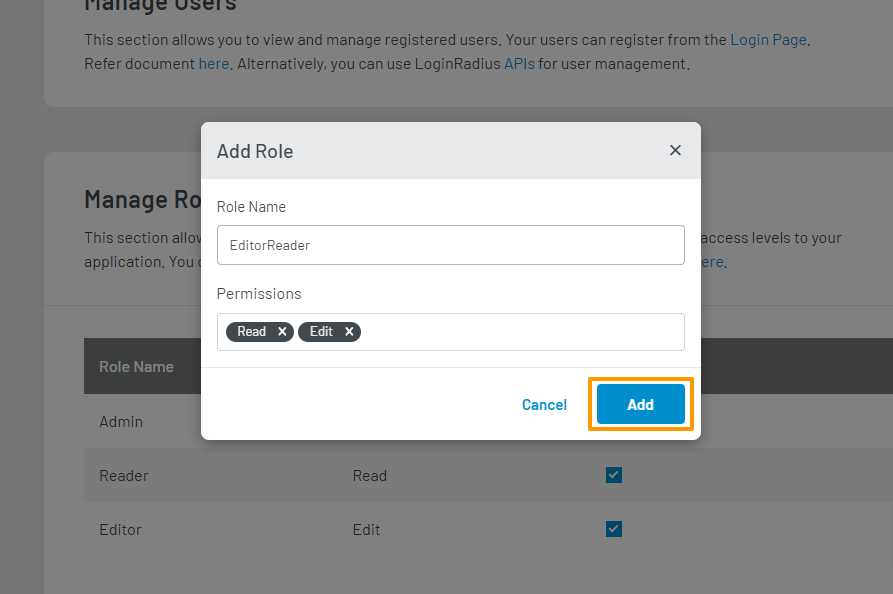 Manage Users
This section allows you to view and manage registered users. Your users can register from the Login Page.
Refer document here. Alternatively, you can use LoginRadius APIs for user management.
Add Role
Manage Ro
Role Name
This section allow
access levels to your
EditorReader
application. You
ere.
Permissions
Read
Edit
Role Name
Cancel
Add
Admin
Reader Read
Editor Edit